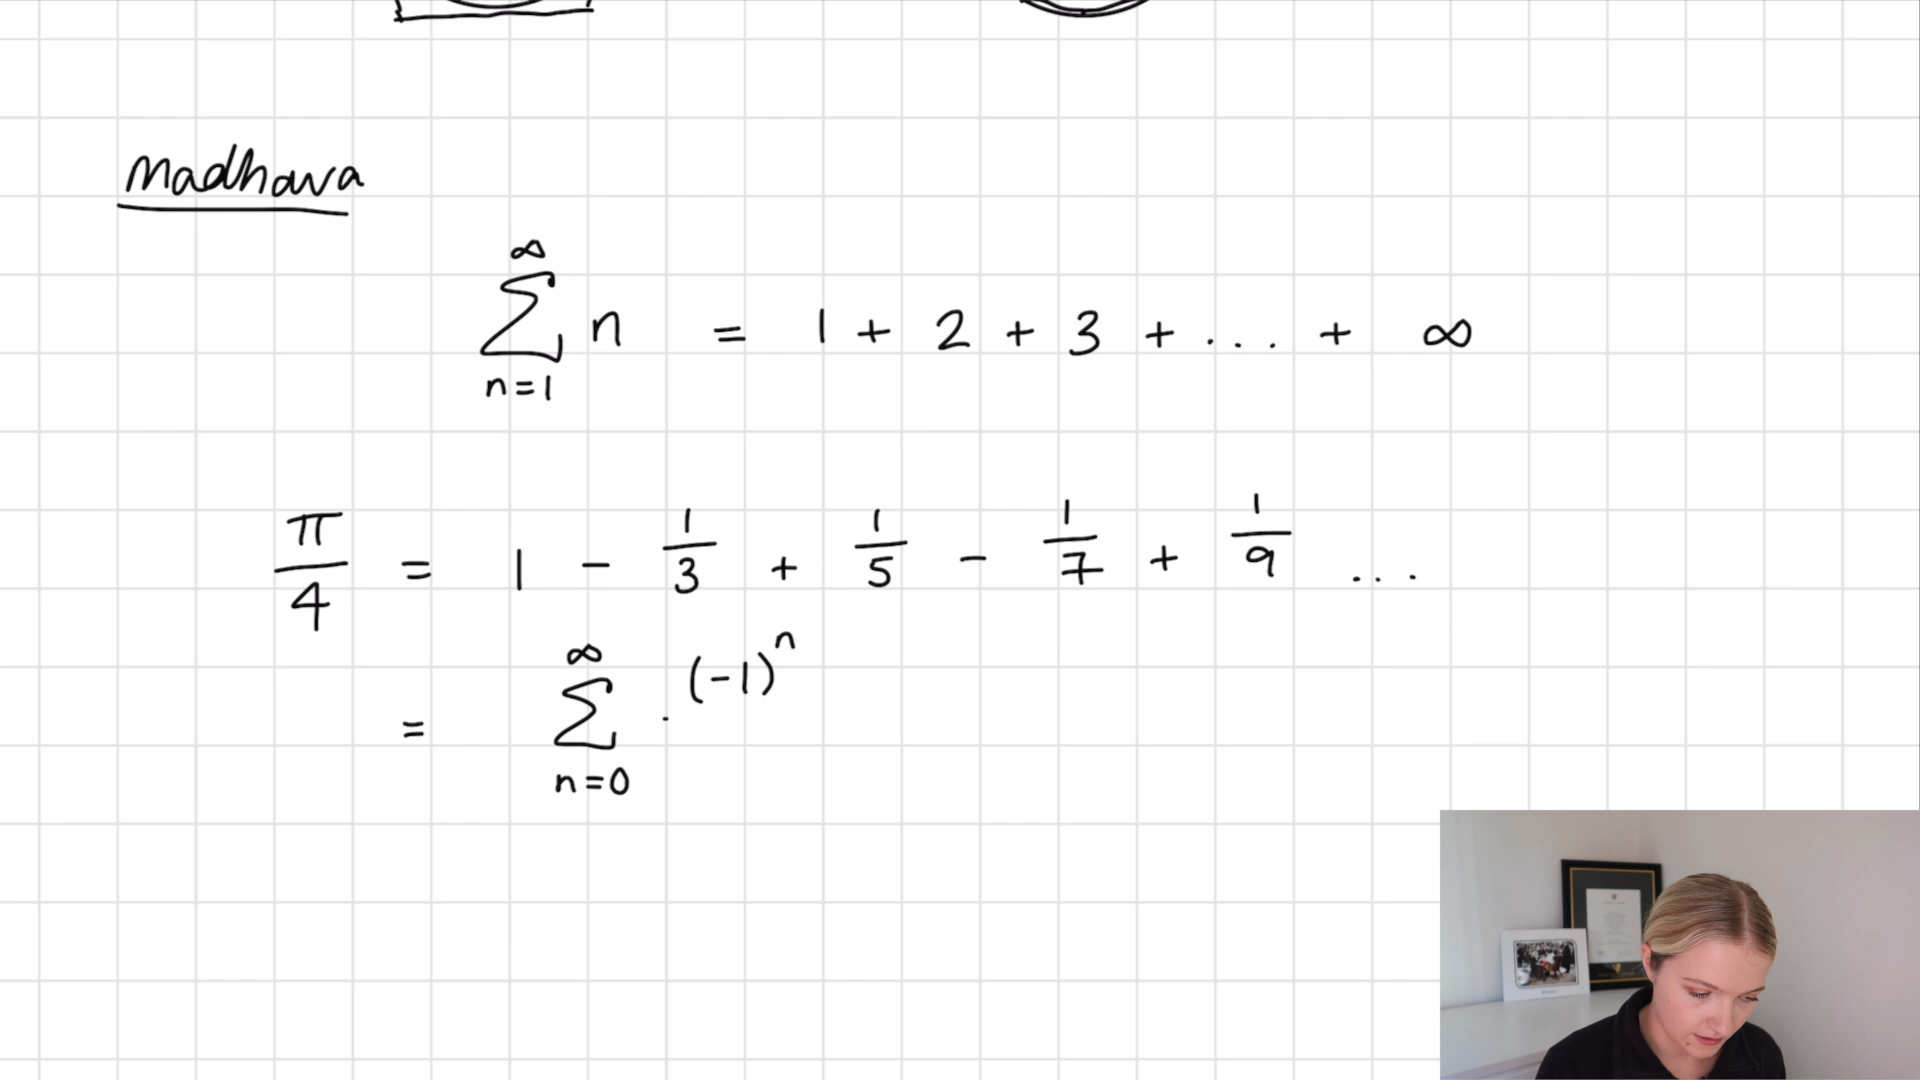 Madhava
∞
∑ n = 1 + 2 + 3 + ... + ∞
n=1
π/4 = 1 - 1/3 + 1/5 - 1/7 + 1/9 ...
∞
= ∑ (-1)^n
n=0